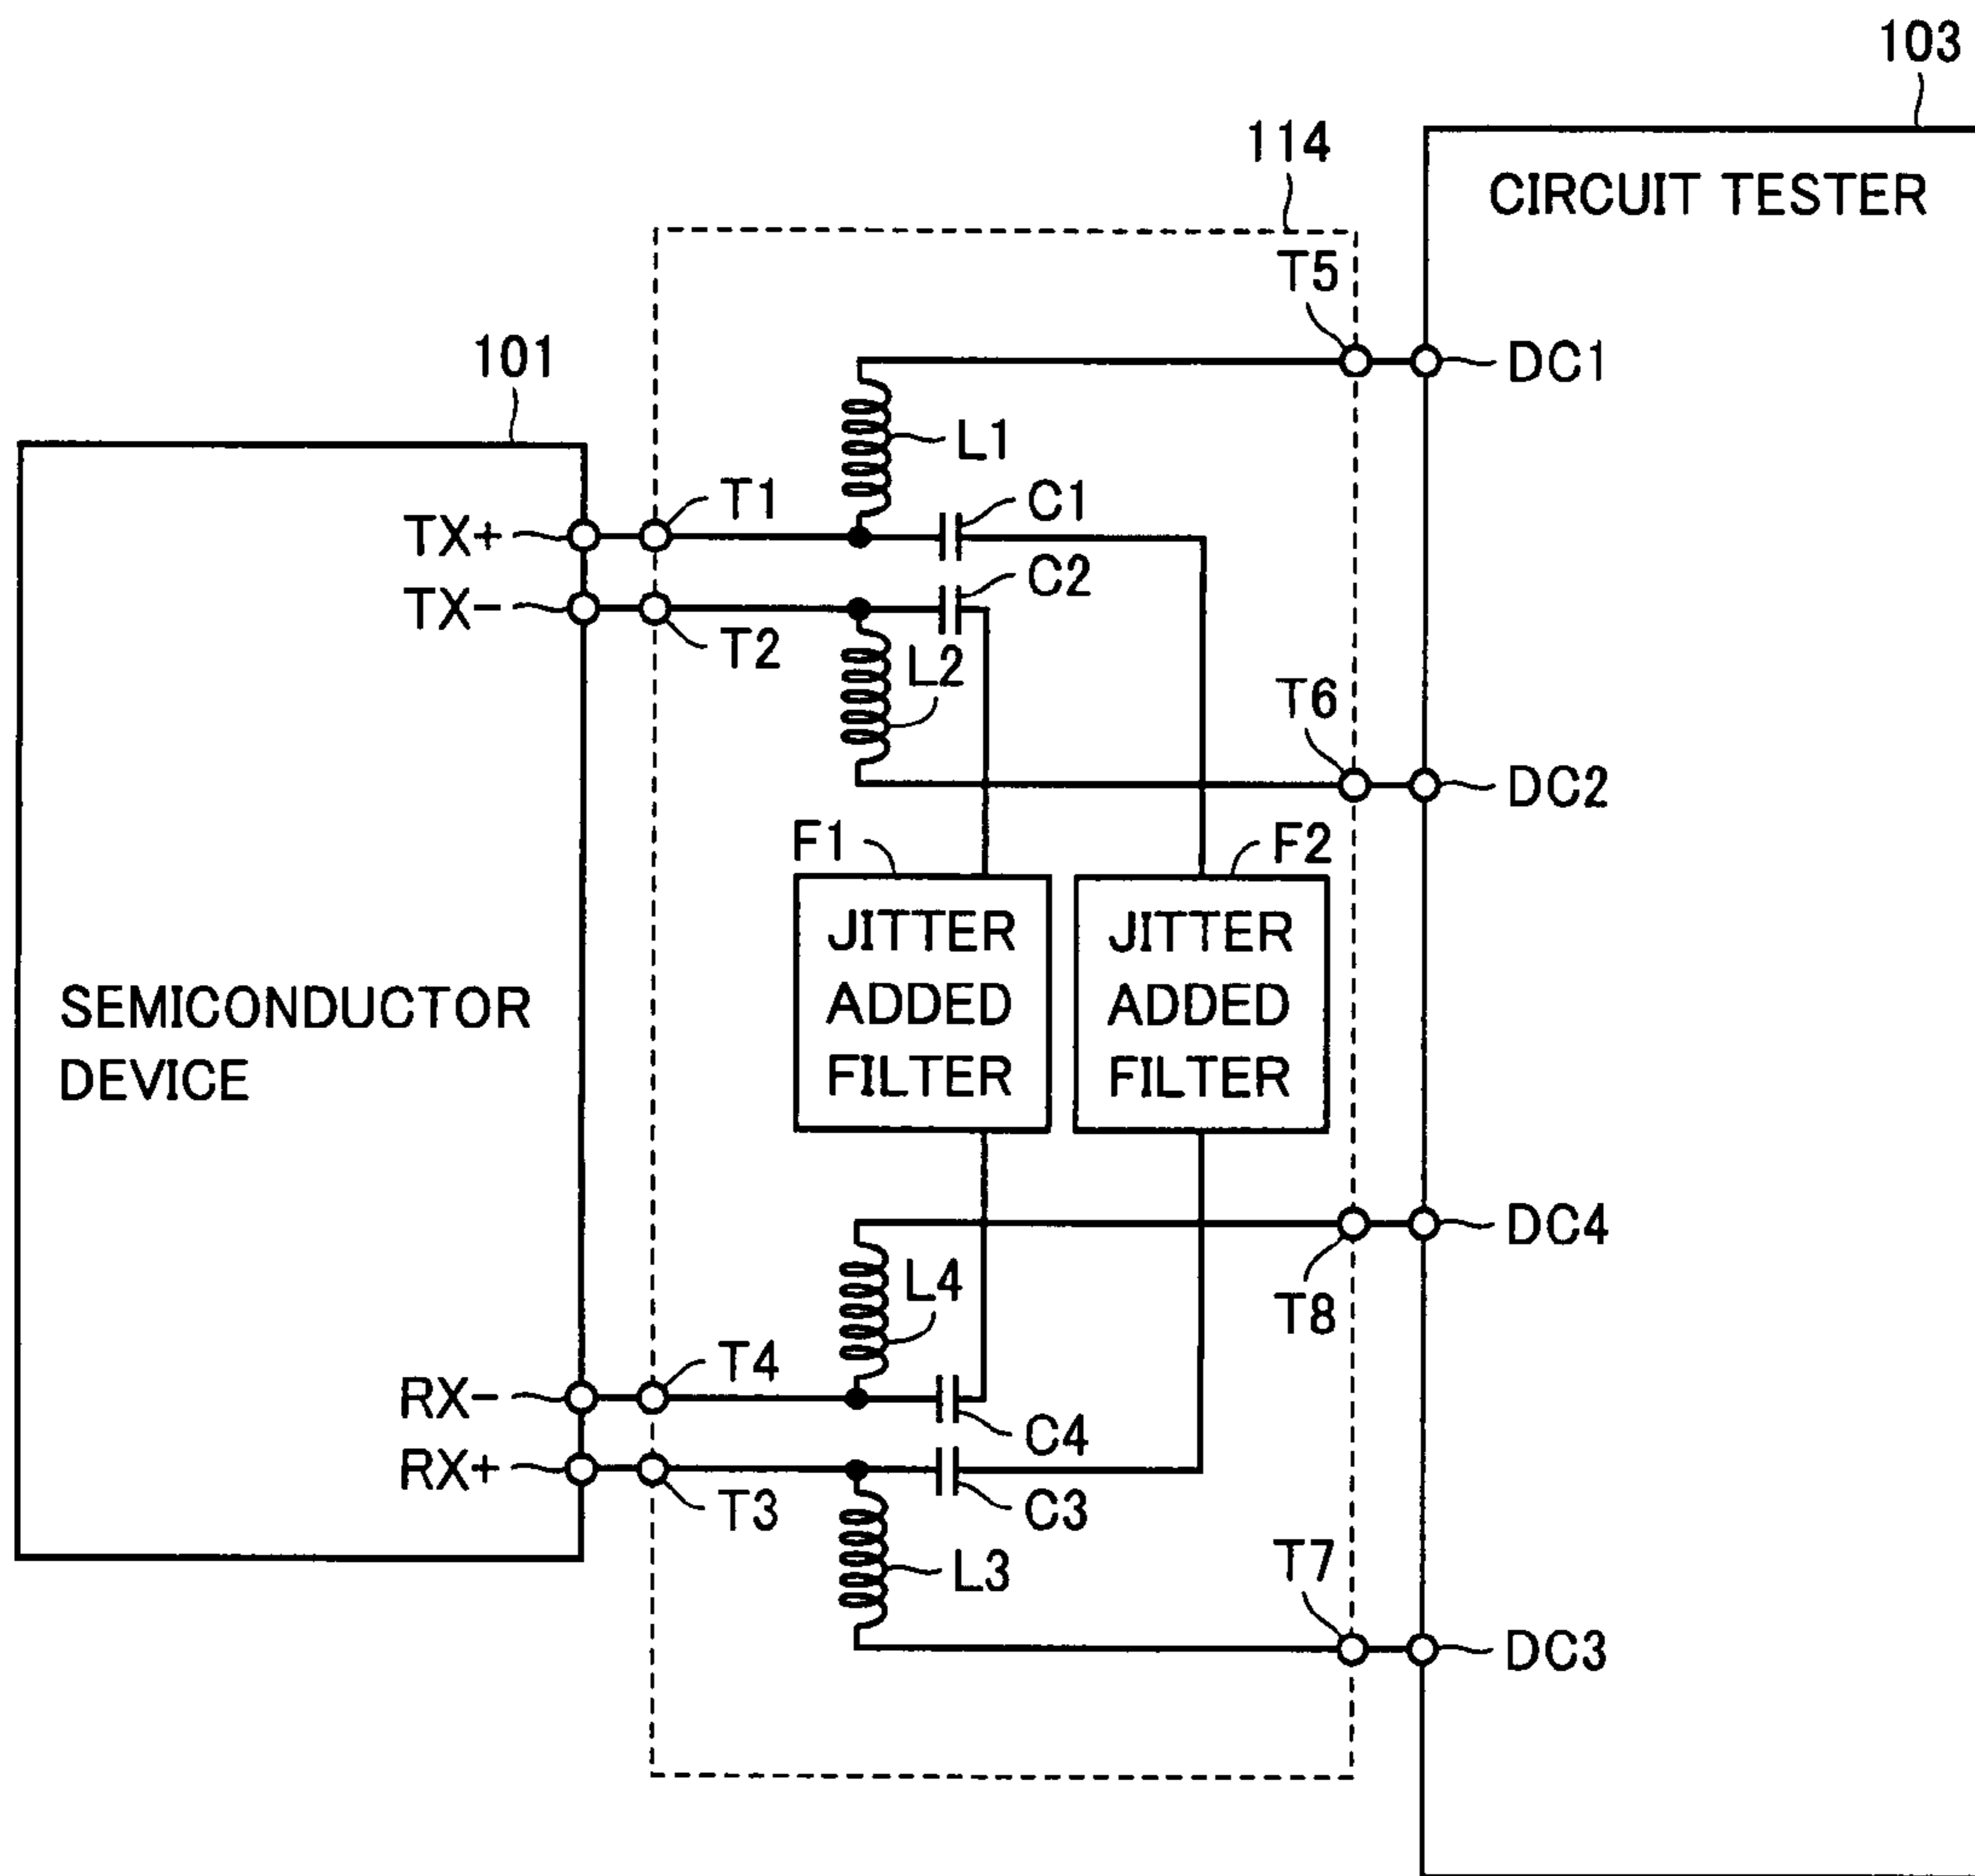 103
114
CIRCUIT TESTER
T5
101
DC1
L1
T1
C1
TX+
C2
TX-
T2
L2
T6
DC2
F1
F2
JITTER
ADDED
FILTER
JITTER
ADDED
FILTER
SEMICONDUCTOR
DEVICE
DC4
L4
T8
T4
RX-
C4
RX+
T3
C3
T7
L3
DC3